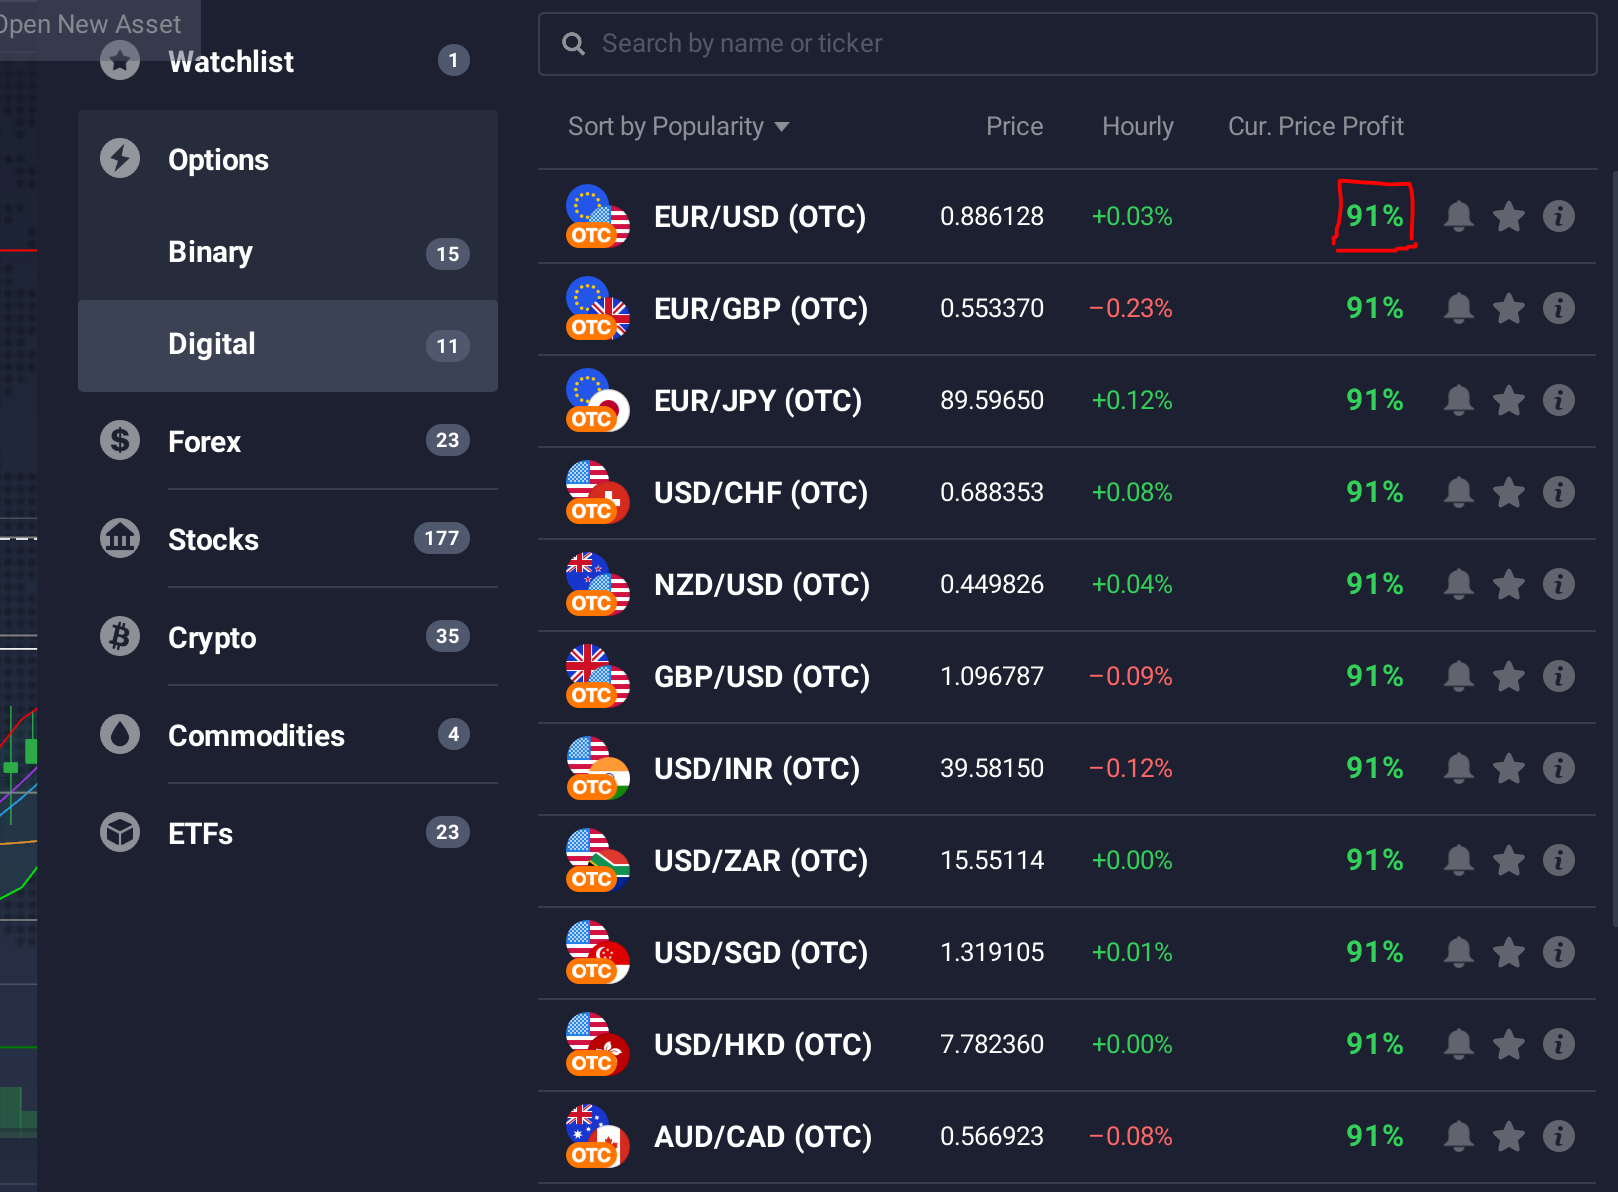 Open New Asset
Watchlist 1
Options
Binary 15
Digital 11
Forex 23
Stocks 177
Crypto 35
Commodities 4
ETFs 23
Search by name or ticker
Sort by Popularity Price Hourly Cur. Price Profit
OTC EUR/USD (OTC) 0.886128 +0.03% 91%
OTC EUR/GBP (OTC) 0.553370 −0.23% 91%
OTC EUR/JPY (OTC) 89.59650 +0.12% 91%
OTC USD/CHF (OTC) 0.688353 +0.08% 91%
OTC NZD/USD (OTC) 0.449826 +0.04% 91%
OTC GBP/USD (OTC) 1.096787 −0.09% 91%
OTC USD/INR (OTC) 39.58150 −0.12% 91%
OTC USD/ZAR (OTC) 15.55114 +0.00% 91%
OTC USD/SGD (OTC) 1.319105 +0.01% 91%
OTC USD/HKD (OTC) 7.782360 +0.00% 91%
OTC AUD/CAD (OTC) 0.566923 −0.08% 91%